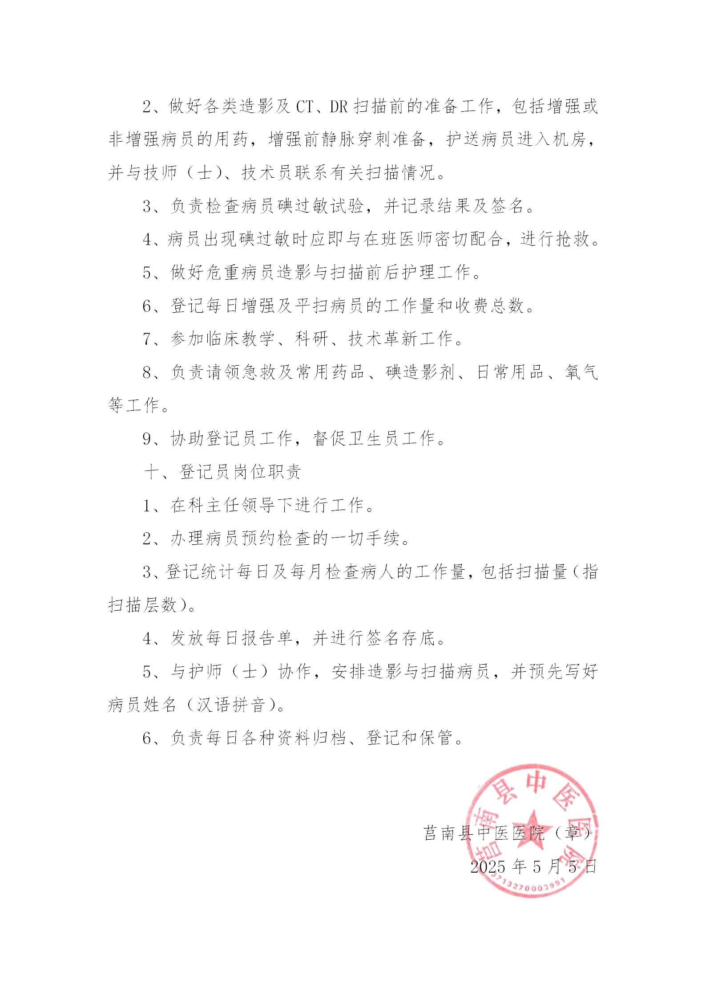 2、做好各类造影及CT、DR扫描前的准备工作，包括增强或
非增强病员的用药，增强前静脉穿刺准备，护送病员进入机房，
并与技师（士）、技术员联系有关扫描情况。
3、负责检查病员碘过敏试验，并记录结果及签名。
4、病员出现碘过敏时应即与在班医师密切配合，进行抢救。
5、做好危重病员造影与扫描前后护理工作。
6、登记每日增强及平扫病员的工作量和收费总数。
7、参加临床教学、科研、技术革新工作。
8、负责请领急救及常用药品、碘造影剂、日常用品、氧气
等工作。
9、协助登记员工作，督促卫生员工作。
十、登记员岗位职责
1、在科主任领导下进行工作。
2、办理病员预约检查的一切手续。
3、登记统计每日及每月检查病人的工作量，包括扫描量（指
扫描层数）。
4、发放每日报告单，并进行签名存底。
5、与护师（士）协作，安排造影与扫描病员，并预先写好
病员姓名（汉语拼音）。
6、负责每日各种资料归档、登记和保管。
莒南县中医医院
莒南县中医医院（章）
2025年5月5日
3713270003991